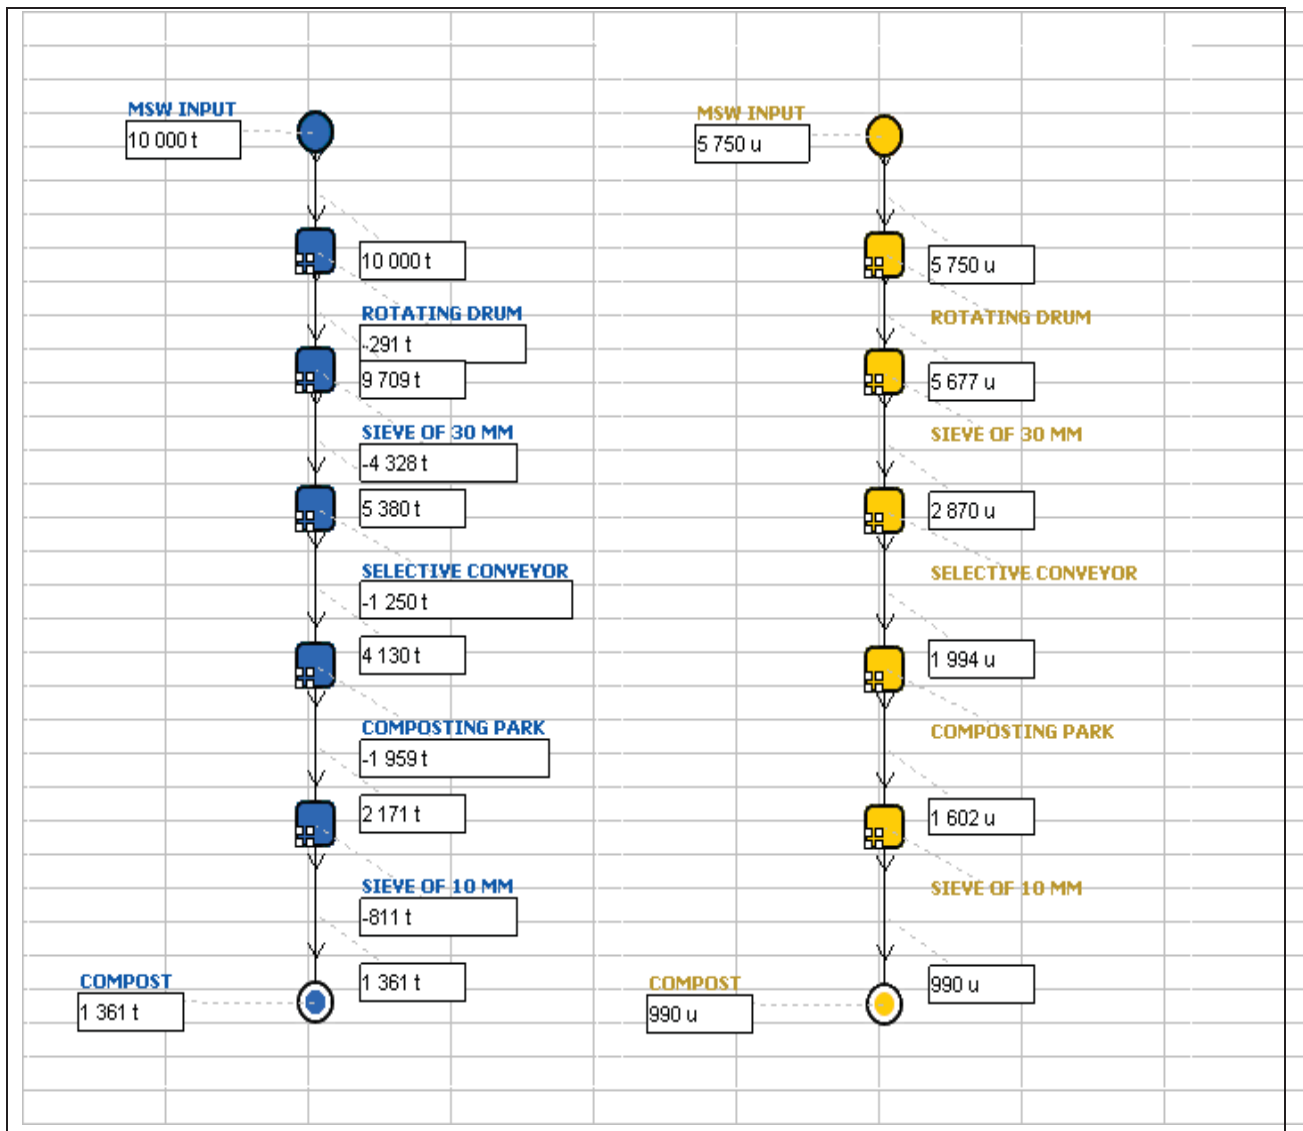 MSW INPUT
10 000 t
10 000 t
ROTATING DRUM
-291 t
9 709 t
SIEVE OF 30 MM
-4 328 t
5 380 t
SELECTIVE CONVEYOR
-1 250 t
4 130 t
COMPOSTING PARK
-1 959 t
2 171 t
SIEVE OF 10 MM
-811 t
1 361 t
COMPOST
1 361 t
MSW INPUT
5 750 u
5 750 u
ROTATING DRUM
5 677 u
SIEVE OF 30 MM
2 870 u
SELECTIVE CONVEYOR
1 994 u
COMPOSTING PARK
1 602 u
SIEVE OF 10 MM
990 u
COMPOST
990 u